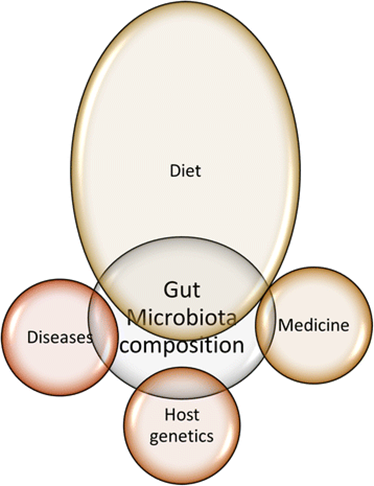 Diet
Gut
Microbiota
composition
Diseases
Medicine
Host
genetics